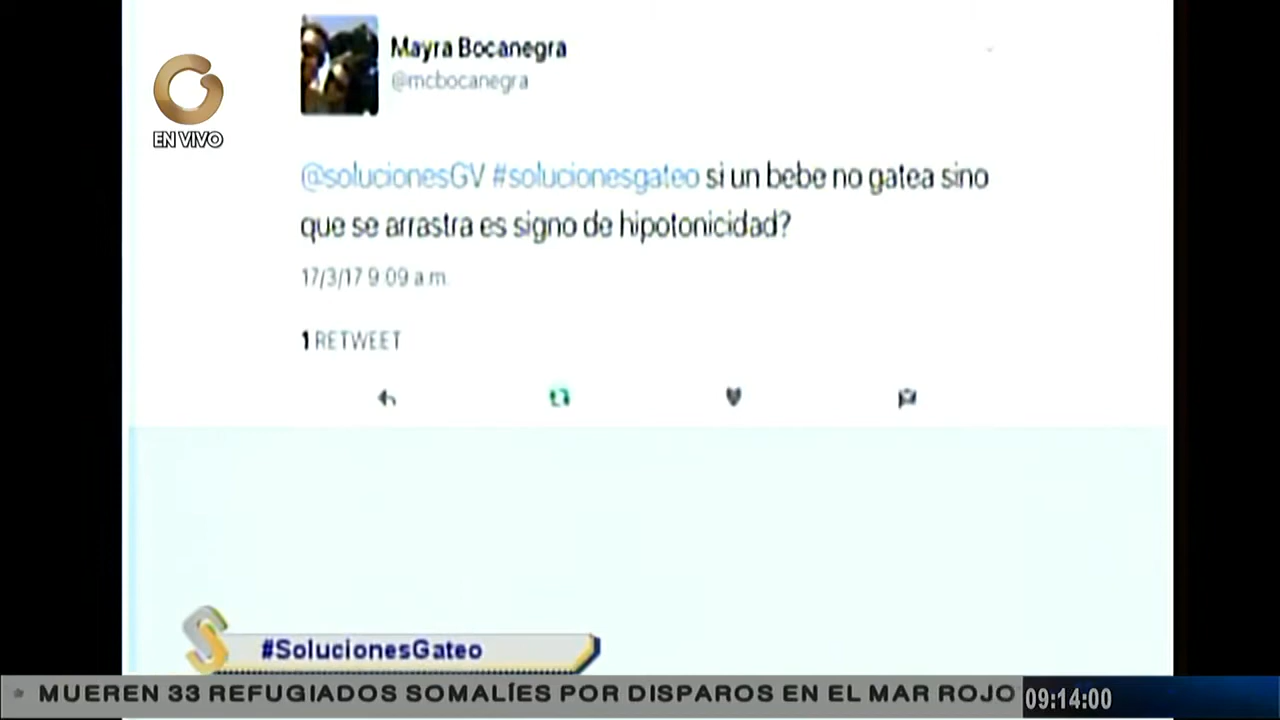 EN VIVO
Mayra Bocanegra
@mcbocanegra
@solucionesGV #solucionesgateo si un bebe no gatea sino
que se arrastra es signo de hipotonicidad?
17/3/17 9 09 a.m.
1 RETWEET
#SolucionesGateo
* MUEREN 33 REFUGIADOS SOMALÍES POR DISPAROS EN EL MAR ROJO
09:14:00